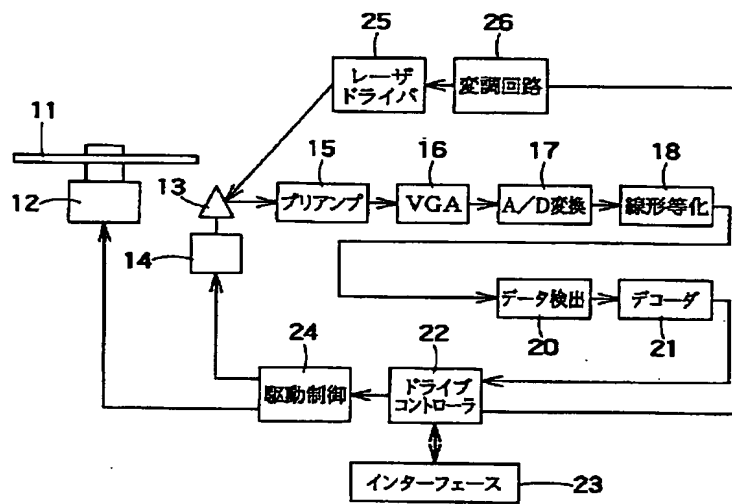 25
26
レーザ
ドライバ
変調回路
11
15
16
17
18
12
13
プリアンプ
VGA
A/D変換
線形等化
14
データ検出
デコーダ
24
22
20
21
駆動制御
ドライブ
コントローラ
インターフェース
23